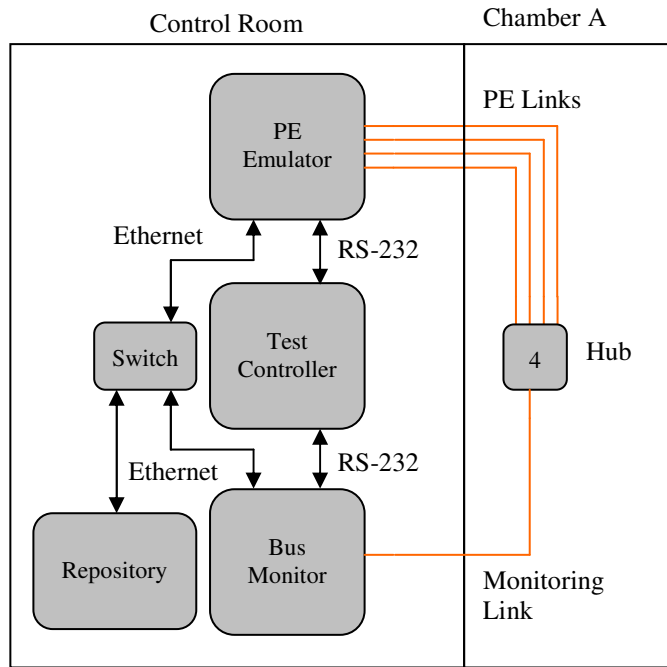 Control Room
Chamber A
PE
Emulator
PE Links
Ethernet
RS-232
Switch
Test
Controller
4
Hub
Ethernet
RS-232
Repository
Bus
Monitor
Monitoring
Link